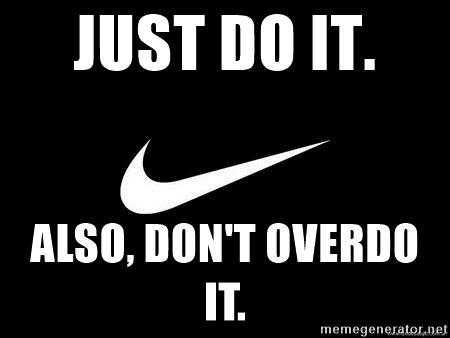 JUST DO IT.
ALSO, DON'T OVERDO
IT.
memegenerator.net